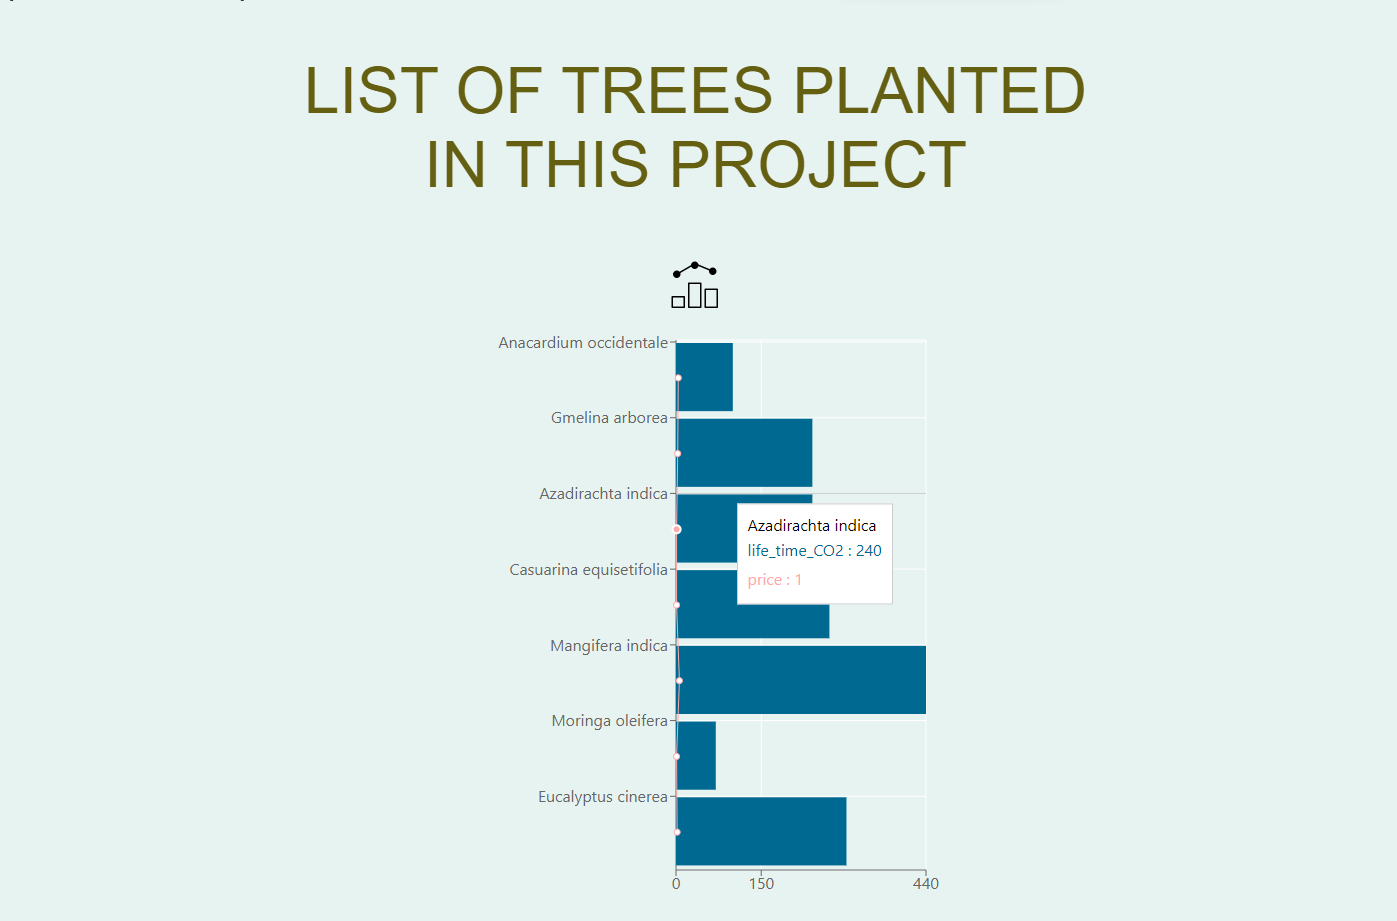 LIST OF TREES PLANTED
IN THIS PROJECT
Anacardium occidentale
Gmelina arborea
Azadirachta indica
Azadirachta indica
life_time_CO2 : 240
price : 1
Casuarina equisetifolia
Mangifera indica
Moringa oleifera
Eucalyptus cinerea
0 150 440